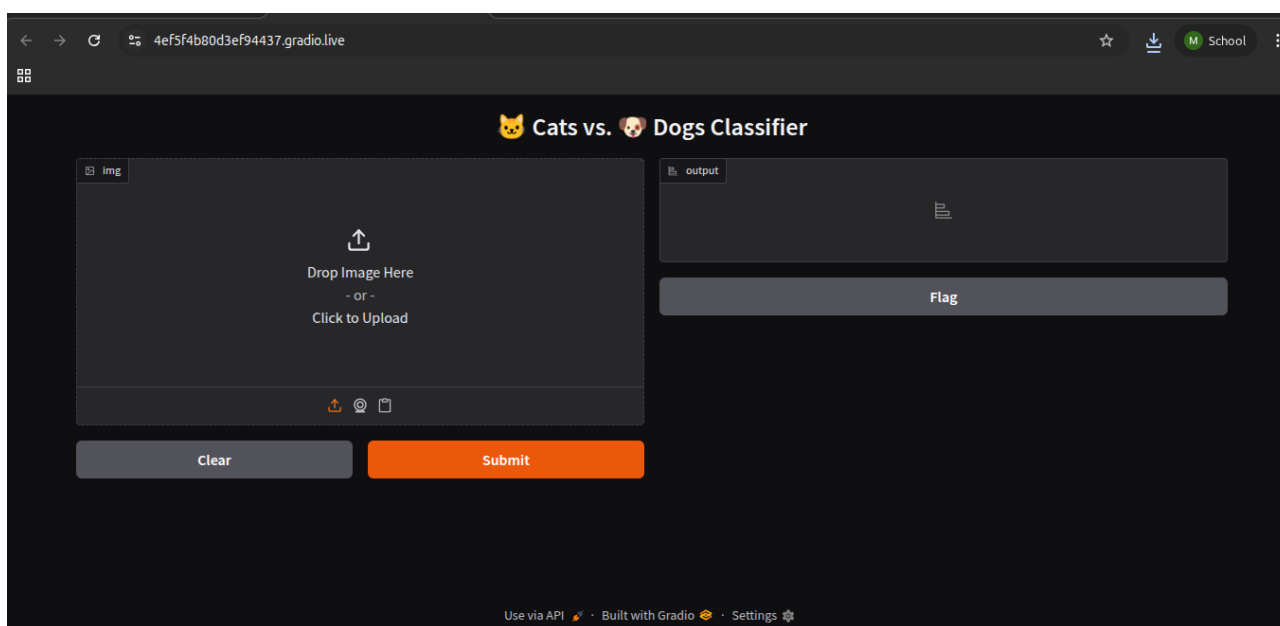 4ef5f4b80d3ef94437.gradio.live
M School
🐱 Cats vs. 🐶 Dogs Classifier
img
Drop Image Here
- or -
Click to Upload
Clear
Submit
output
Flag
Use via API 🚀 · Built with Gradio · Settings